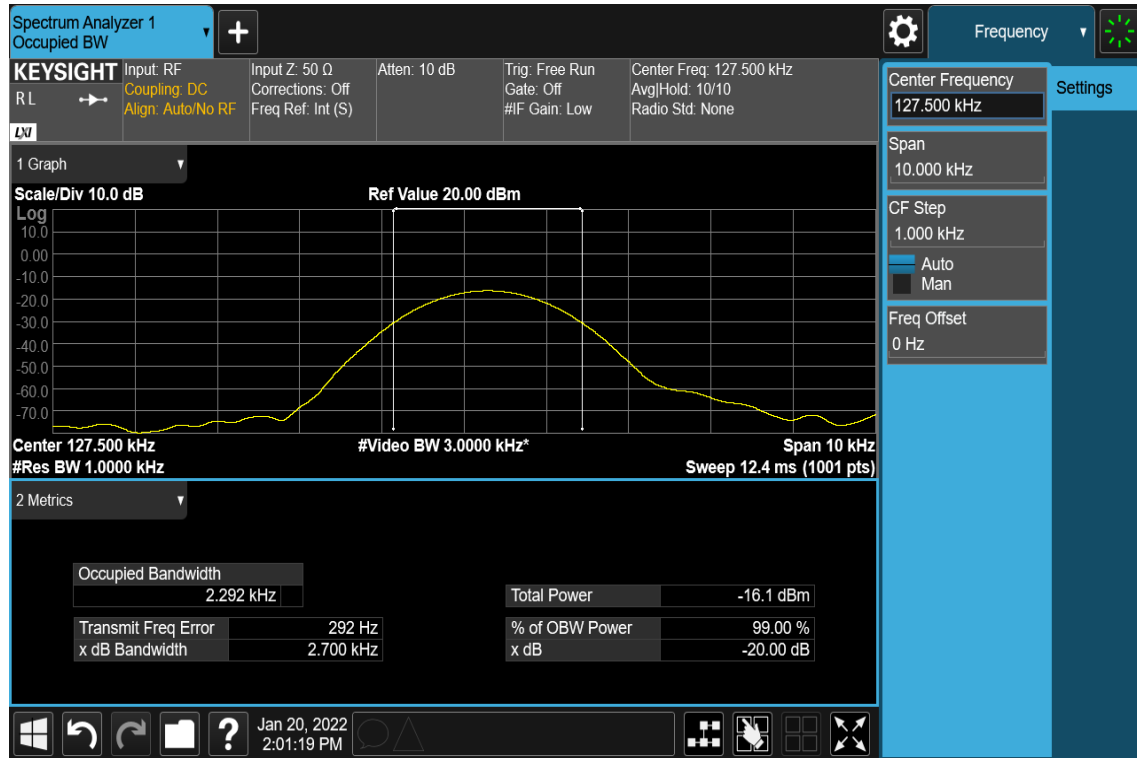 Spectrum Analyzer 1
Occupied BW
Frequency
KEYSIGHT
R L
LXI
Input: RF
Coupling: DC
Align: Auto/No RF
Input Z: 50 Ω
Corrections: Off
Freq Ref: Int (S)
Atten: 10 dB
Trig: Free Run
Gate: Off
#IF Gain: Low
Center Freq: 127.500 kHz
Avg|Hold: 10/10
Radio Std: None
1 Graph
Scale/Div 10.0 dB
Ref Value 20.00 dBm
Log
10.0
0.00
-10.0
-20.0
-30.0
-40.0
-50.0
-60.0
-70.0
Center 127.500 kHz
#Video BW 3.0000 kHz*
Span 10 kHz
#Res BW 1.0000 kHz
Sweep 12.4 ms (1001 pts)
2 Metrics
Occupied Bandwidth
2.292 kHz
Total Power -16.1 dBm
Transmit Freq Error 292 Hz
% of OBW Power 99.00 %
x dB Bandwidth 2.700 kHz
x dB -20.00 dB
?
Jan 20, 2022
2:01:19 PM
Center Frequency
127.500 kHz
Settings
Span
10.000 kHz
CF Step
1.000 kHz
Auto
Man
Freq Offset
0 Hz